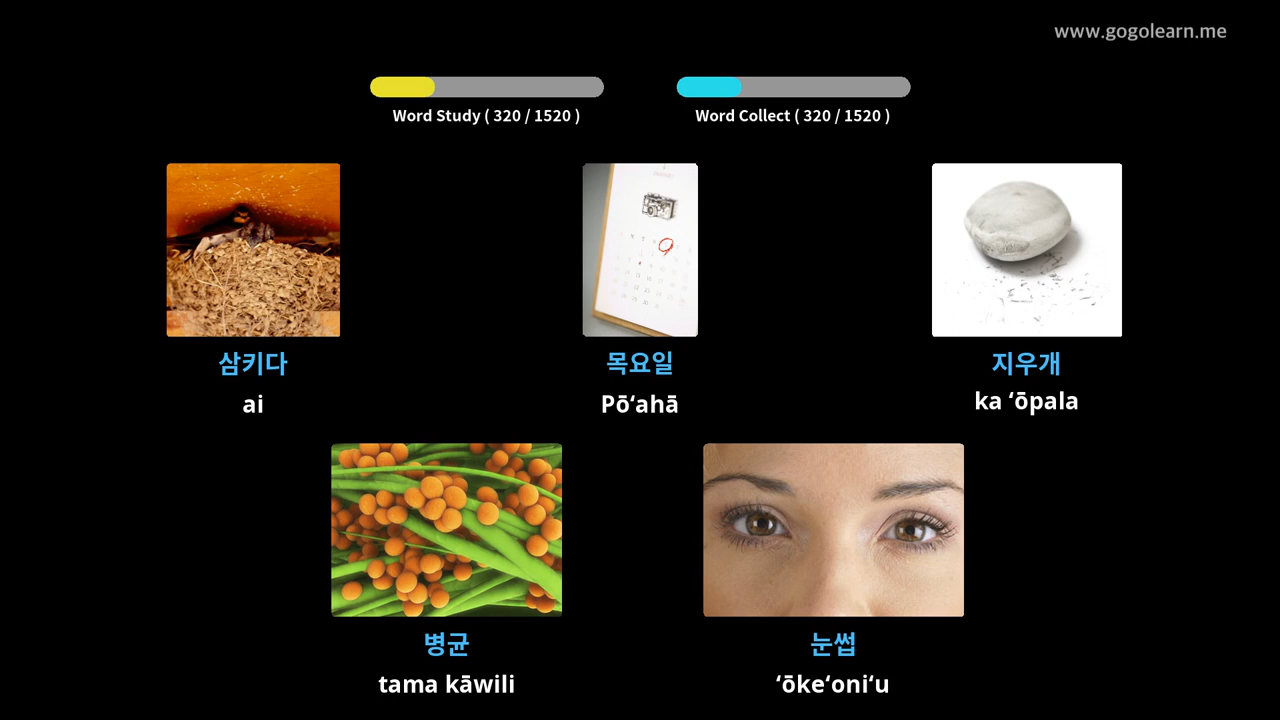 www.gogolearn.me
Word Study ( 320 / 1520 )
Word Collect ( 320 / 1520 )
삼키다
ai
목요일
Pōʻahā
지우개
ka ʻōpala
병균
tama kāwili
눈썹
ʻōkeʻoniʻu